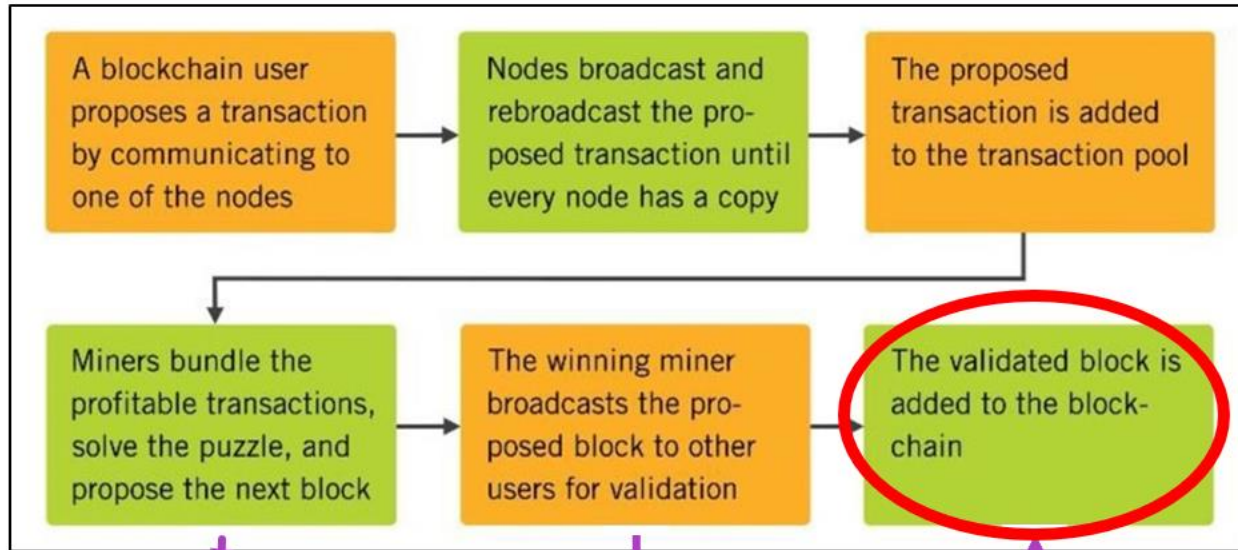 A blockchain user
proposes a transaction
by communicating to
one of the nodes
Nodes broadcast and
rebroadcast the pro-
posed transaction until
every node has a copy
The proposed
transaction is added
to the transaction pool
Miners bundle the
profitable transactions,
solve the puzzle, and
propose the next block
The winning miner
broadcasts the pro-
posed block to other
users for validation
The validated block is
added to the block-
chain